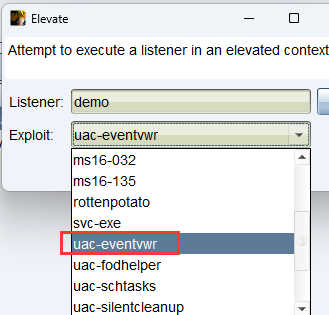 Elevate
Attempt to execute a listener in an elevated context
Listener: demo
Exploit: uac-eventvwr
ms16-032
ms16-135
rottenpotato
svc-exe
uac-eventvwr
uac-fodhelper
uac-schtasks
uac-silentcleanup